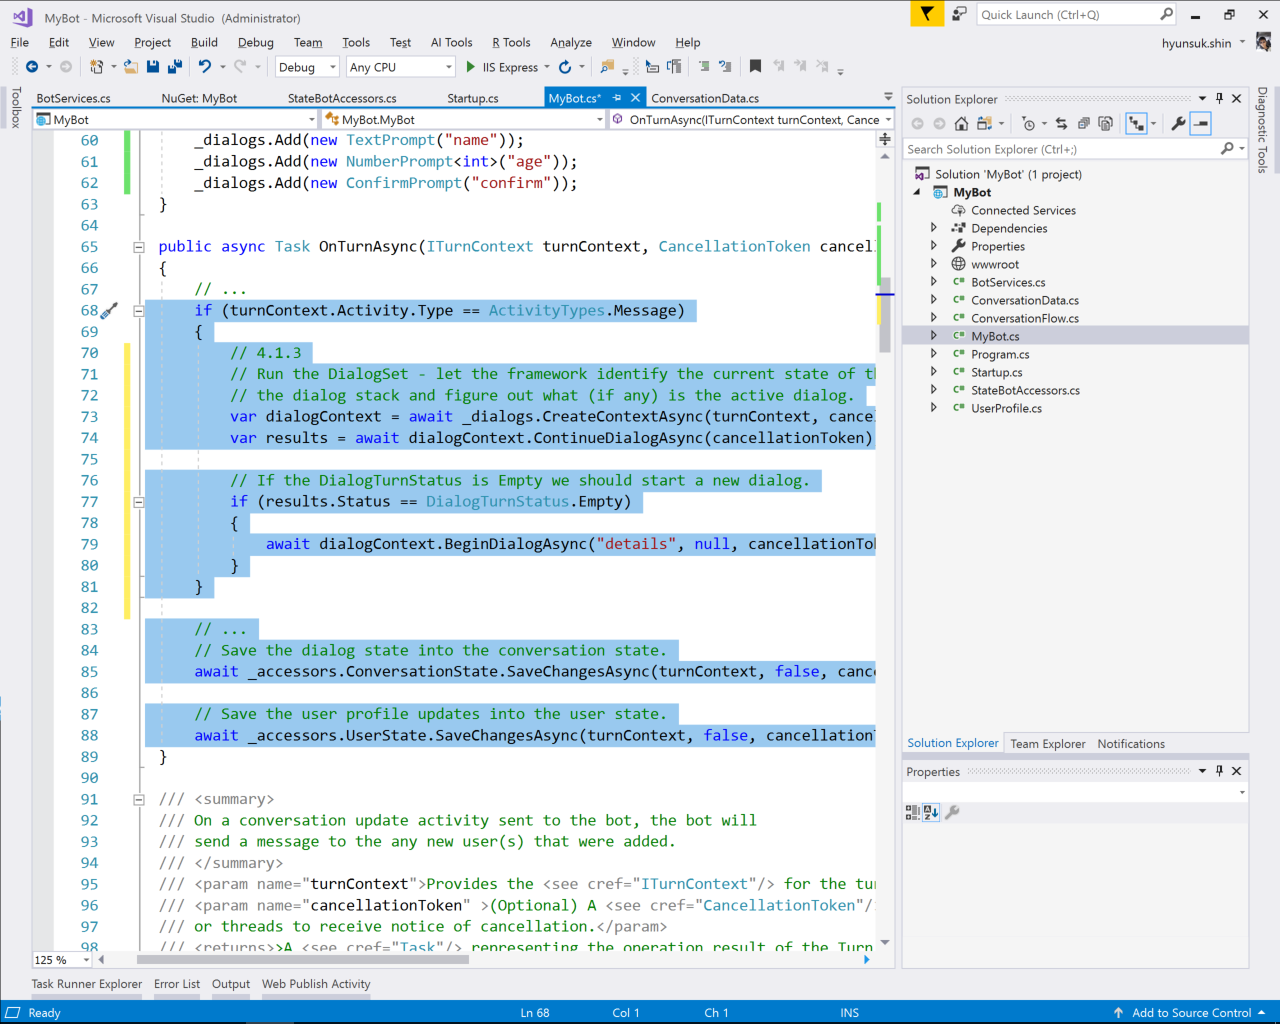 MyBot - Microsoft Visual Studio (Administrator)
Quick Launch (Ctrl+Q)
File Edit View Project Build Debug Team Tools Test AI Tools R Tools Analyze Window Help
hyunsuk.shin
Debug Any CPU IIS Express
Toolbox
BotServices.cs NuGet: MyBot StateBotAccessors.cs Startup.cs MyBot.cs* ConversationData.cs
MyBot MyBot.MyBot OnTurnAsync(ITurnContext turnContext, Cance
60 _dialogs.Add(new TextPrompt("name"));
61 _dialogs.Add(new NumberPrompt<int>("age"));
62 _dialogs.Add(new ConfirmPrompt("confirm"));
63 }
64
65 public async Task OnTurnAsync(ITurnContext turnContext, CancellationToken cancel
66 {
67 // ...
68 if (turnContext.Activity.Type == ActivityTypes.Message)
69 {
70 // 4.1.3
71 // Run the DialogSet - let the framework identify the current state of th
72 // the dialog stack and figure out what (if any) is the active dialog.
73 var dialogContext = await _dialogs.CreateContextAsync(turnContext, cance
74 var results = await dialogContext.ContinueDialogAsync(cancellationToken)
75
76 // If the DialogTurnStatus is Empty we should start a new dialog.
77 if (results.Status == DialogTurnStatus.Empty)
78 {
79 await dialogContext.BeginDialogAsync("details", null, cancellationTo
80 }
81 }
82
83 // ...
84 // Save the dialog state into the conversation state.
85 await _accessors.ConversationState.SaveChangesAsync(turnContext, false, canc
86
87 // Save the user profile updates into the user state.
88 await _accessors.UserState.SaveChangesAsync(turnContext, false, cancellation
89 }
90
91 /// <summary>
92 /// On a conversation update activity sent to the bot, the bot will
93 /// send a message to the any new user(s) that were added.
94 /// </summary>
95 /// <param name="turnContext">Provides the <see cref="ITurnContext"/> for the tu
96 /// <param name="cancellationToken" >(Optional) A <see cref="CancellationToken"/
97 /// or threads to receive notice of cancellation.</param>
98 /// <returns>>A <see cref="Task"/> representing the operation result of the Turn
125 %
Solution Explorer
Search Solution Explorer (Ctrl+;)
Solution 'MyBot' (1 project)
MyBot
Connected Services
Dependencies
Properties
wwwroot
C# BotServices.cs
C# ConversationData.cs
C# ConversationFlow.cs
C# MyBot.cs
C# Program.cs
C# Startup.cs
C# StateBotAccessors.cs
C# UserProfile.cs
Solution Explorer Team Explorer Notifications
Properties
Diagnostic Tools
Task Runner Explorer Error List Output Web Publish Activity
Ready Ln 68 Col 1 Ch 1 INS Add to Source Control